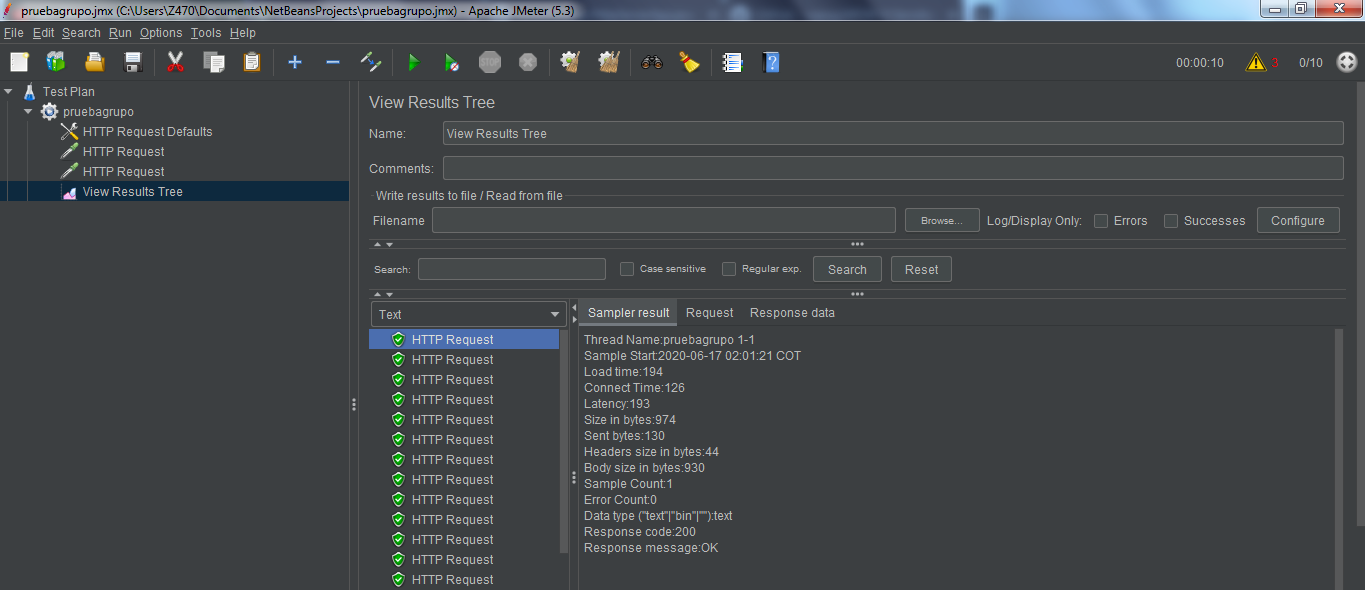 pruebagrupo.jmx (C:\Users\Z470\Documents\NetBeansProjects\pruebagrupo.jmx) - Apache JMeter (5.3)
File Edit Search Run Options Tools Help
STOP 00:00:10 3 0/10
Test Plan
pruebagrupo
HTTP Request Defaults
HTTP Request
HTTP Request
View Results Tree
View Results Tree
Name: View Results Tree
Comments:
Write results to file / Read from file
Filename Browse... Log/Display Only: Errors Successes Configure
Search: Case sensitive Regular exp. Search Reset
Text
HTTP Request
HTTP Request
HTTP Request
HTTP Request
HTTP Request
HTTP Request
HTTP Request
HTTP Request
HTTP Request
HTTP Request
HTTP Request
HTTP Request
HTTP Request
Sampler result Request Response data
Thread Name:pruebagrupo 1-1
Sample Start:2020-06-17 02:01:21 COT
Load time:194
Connect Time:126
Latency:193
Size in bytes:974
Sent bytes:130
Headers size in bytes:44
Body size in bytes:930
Sample Count:1
Error Count:0
Data type ("text"|"bin"|""):text
Response code:200
Response message:OK